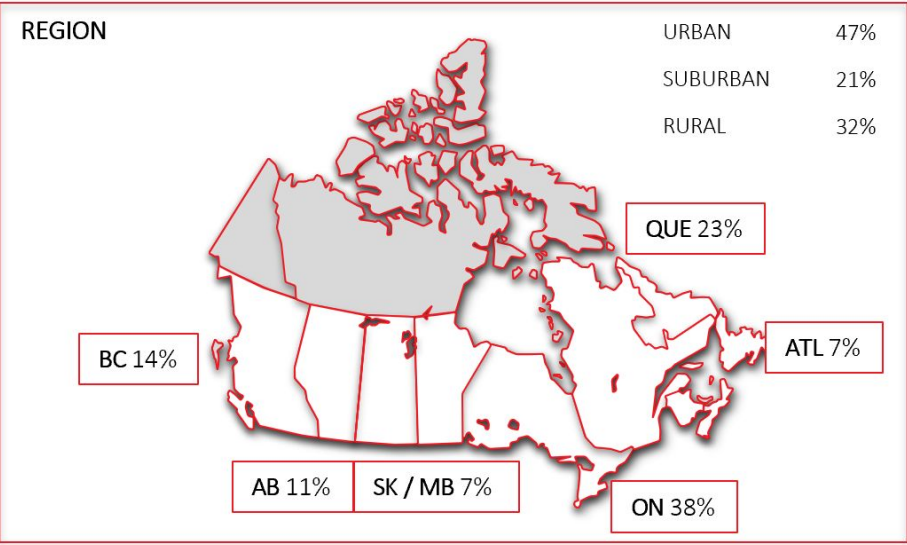 REGION
URBAN 47%
SUBURBAN 21%
RURAL 32%
QUE 23%
BC 14%
ATL 7%
AB 11%
SK / MB 7%
ON 38%